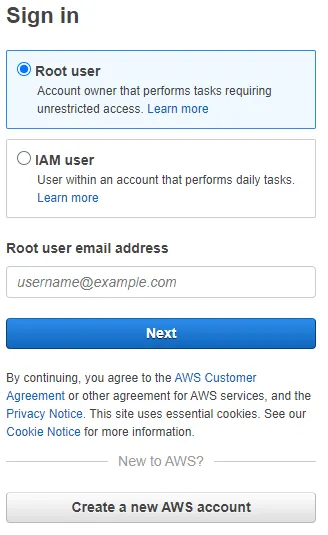 Sign in
Root user
Account owner that performs tasks requiring
unrestricted access. Learn more
IAM user
User within an account that performs daily tasks.
Learn more
Root user email address
username@example.com
Next
By continuing, you agree to the AWS Customer
Agreement or other agreement for AWS services, and the
Privacy Notice. This site uses essential cookies. See our
Cookie Notice for more information.
New to AWS?
Create a new AWS account